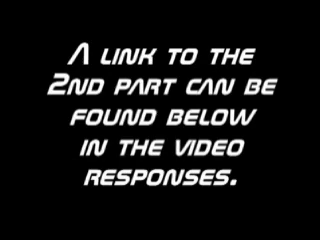 A LINK TO THE
2ND PART CAN BE
FOUND BELOW
IN THE VIDEO
RESPONSES.